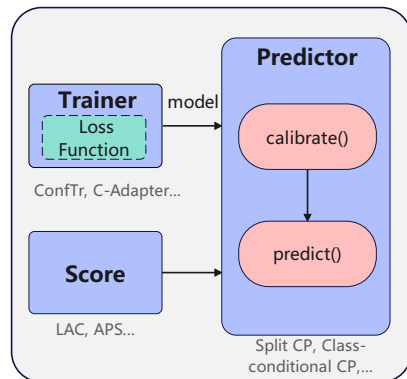 Trainer
Loss
Function
ConfTr, C-Adapter...
model
Score
LAC, APS...
Predictor
calibrate()
predict()
Split CP, Class-
conditional CP,...